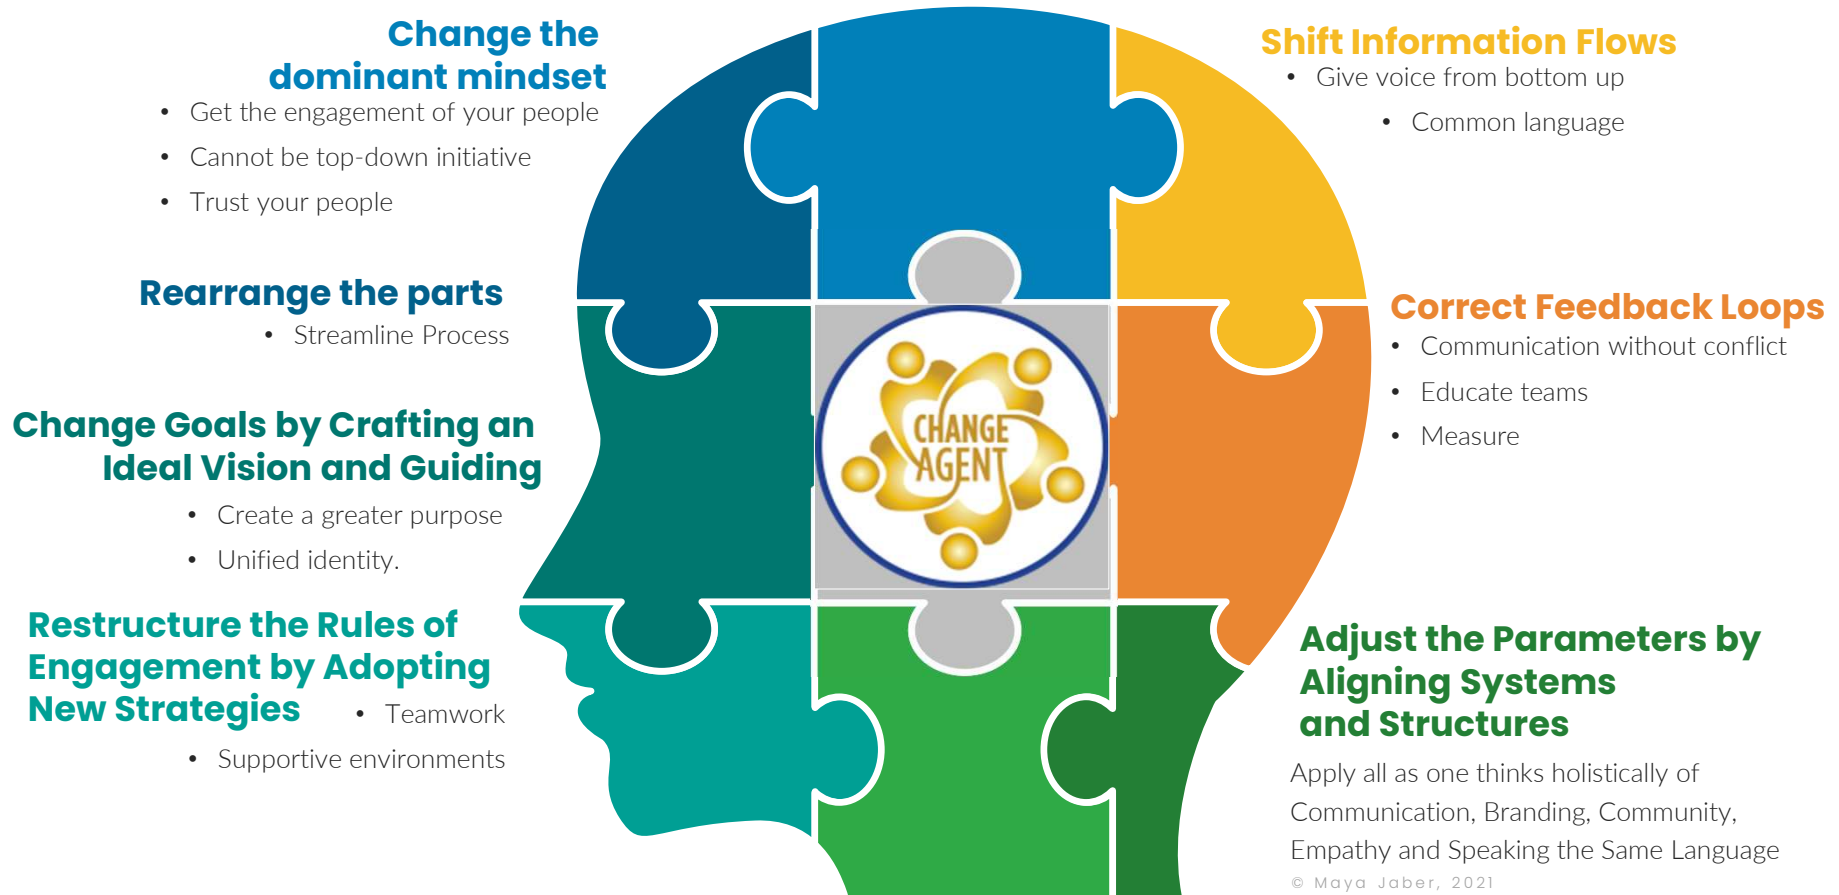 Change the
dominant mindset
• Get the engagement of your people
• Cannot be top-down initiative
• Trust your people
Rearrange the parts
• Streamline Process
Change Goals by Crafting an
Ideal Vision and Guiding
• Create a greater purpose
• Unified identity.
Restructure the Rules of
Engagement by Adopting
New Strategies
• Teamwork
• Supportive environments
CHANGE
AGENT
Shift Information Flows
• Give voice from bottom up
• Common language
Correct Feedback Loops
• Communication without conflict
• Educate teams
• Measure
Adjust the Parameters by
Aligning Systems
and Structures
Apply all as one thinks holistically of
Communication, Branding, Community,
Empathy and Speaking the Same Language
© Maya Jaber, 2021